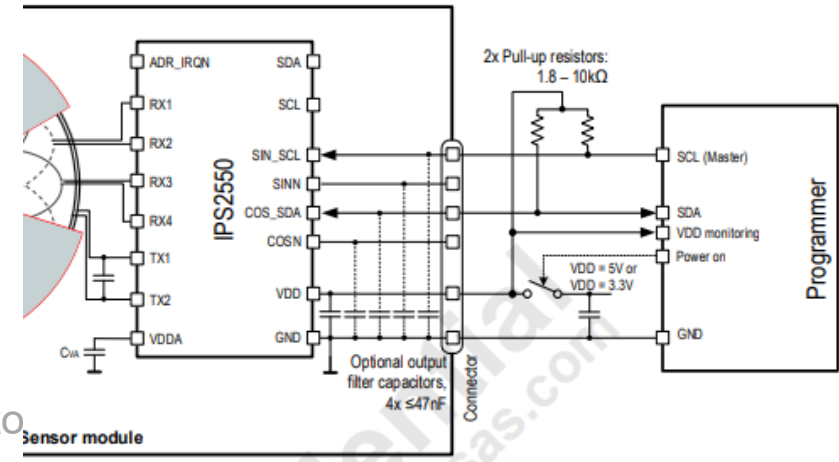 ADR_IRQN
RX1
RX2
RX3
RX4
TX1
TX2
VDDA
CVA
IPS2550
SDA
SCL
SIN_SCL
SINN
COS_SDA
COSN
VDD
GND
Optional output
filter capacitors,
4x ≤47nF
Connector
Sensor module
2x Pull-up resistors:
1.8 – 10kΩ
VDD = 5V or
VDD = 3.3V
SCL (Master)
SDA
VDD monitoring
Power on
GND
Programmer